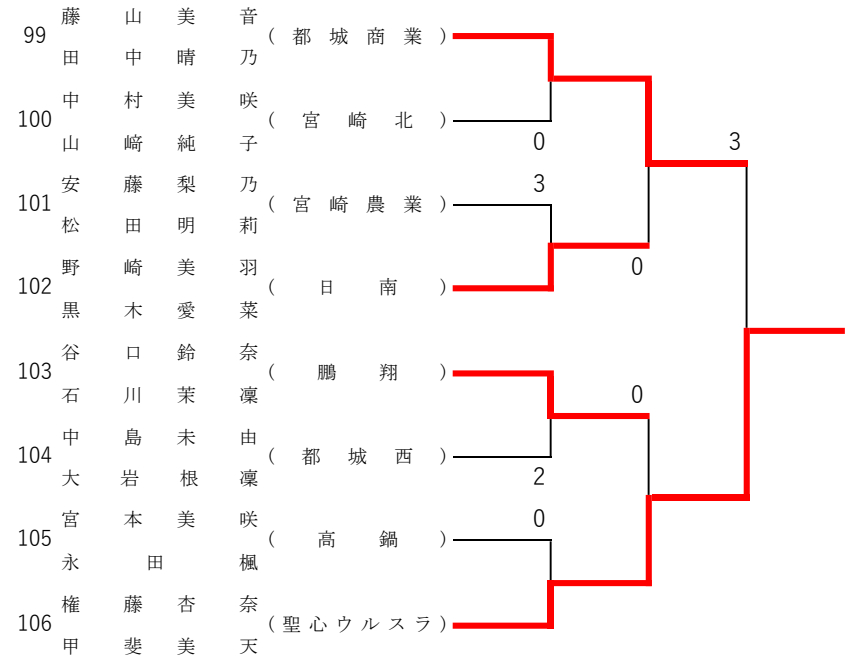 藤山美音
99 (都城商業)
田中晴乃
中村美咲
100 (宮崎北)
山﨑純子
0
3
安藤梨乃
101 (宮崎農業)
松田明莉
3
野崎美羽
0
102 (日南)
黒木愛菜
谷口鈴奈
103 (鵬翔)
石川茉凜
0
中島未由
104 (都城西)
大岩根凜
2
宮本美咲
0
105 (高鍋)
永田楓
権藤杏奈
106 (聖心ウルスラ)
甲斐美天